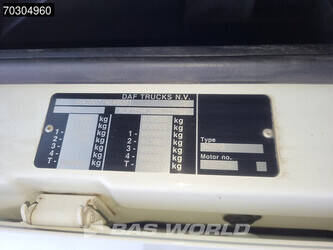 70304960
DAF TRUCKS N.V.
kg kg
1- kg 1- kg
2- kg 2- kg
3- kg 3- kg
4- kg 4- kg
T- kg T- kg
Type
Motor no.
BAS WORLD